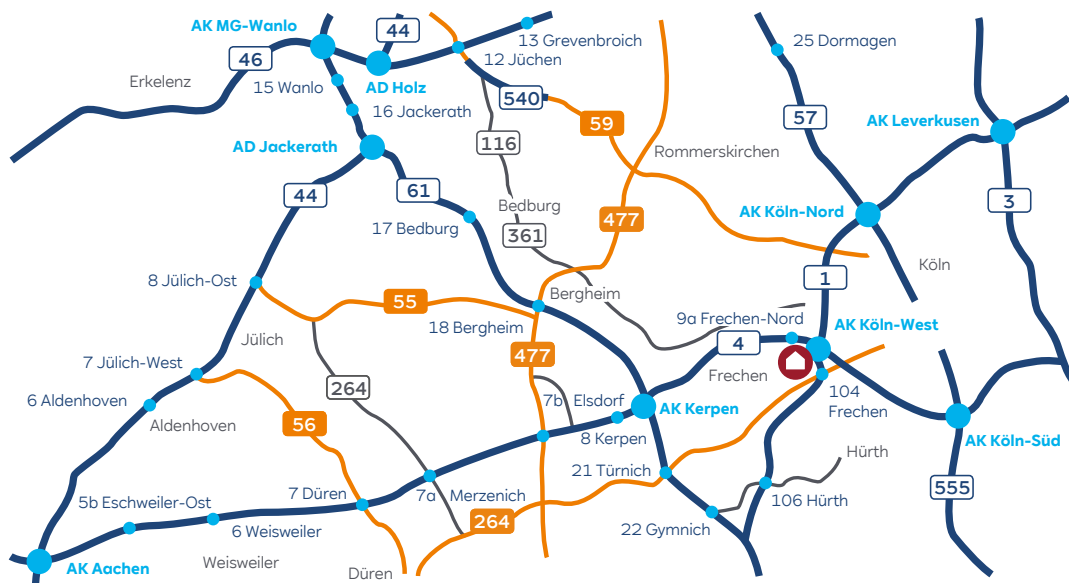 AK MG-Wanlo
44
13 Grevenbroich
25 Dormagen
46
12 Jüchen
Erkelenz
15 Wanlo
AD Holz
540
16 Jackerath
59
57
AK Leverkusen
AD Jackerath
116
Rommerskirchen
44
61
Bedburg
3
17 Bedburg
361
477
AK Köln-Nord
Köln
8 Jülich-Ost
1
Bergheim
55
18 Bergheim
9a Frechen-Nord
AK Köln-West
Jülich
477
4
7 Jülich-West
264
Frechen
6 Aldenhoven
7b
Elsdorf
AK Kerpen
104
Frechen
Aldenhoven
56
8 Kerpen
AK Köln-Süd
Hürth
21 Türnich
555
5b Eschweiler-Ost
7 Düren
7a
Merzenich
106 Hürth
6 Weisweiler
264
22 Gymnich
AK Aachen
Weisweiler
Düren